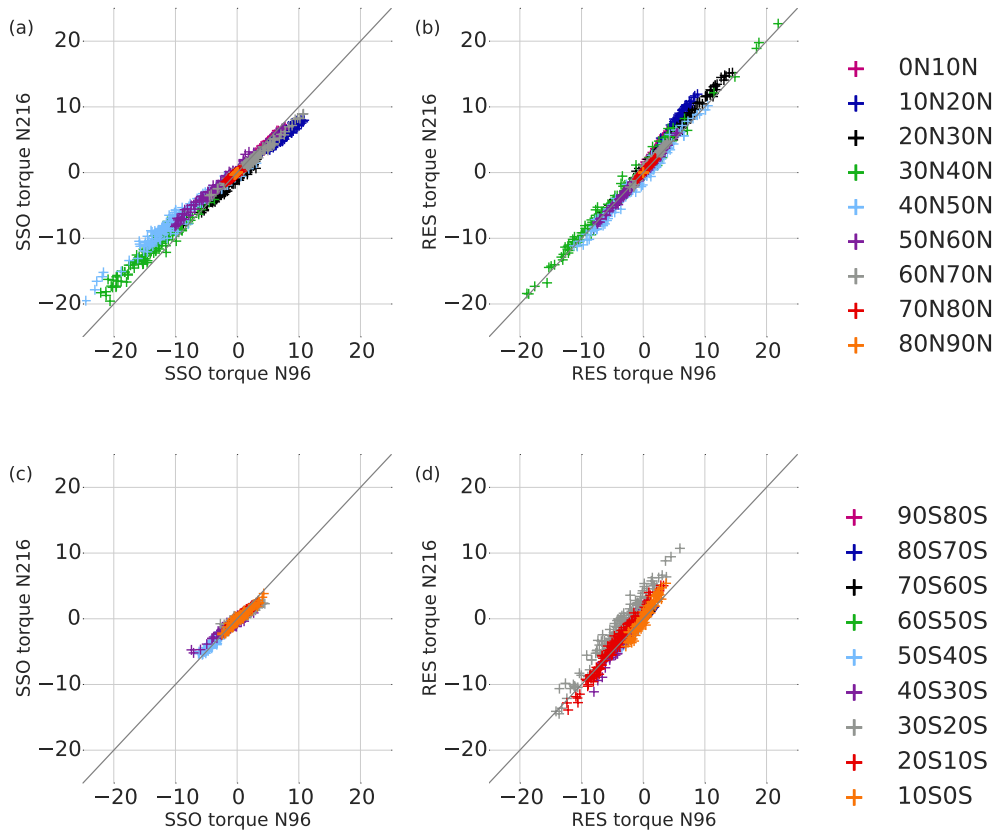 (a)
SSO torque N216
20
10
0
−10
−20
−20 −10 0 10 20
SSO torque N96
(b)
RES torque N216
20
10
0
−10
−20
−20 −10 0 10 20
RES torque N96
0N10N
10N20N
20N30N
30N40N
40N50N
50N60N
60N70N
70N80N
80N90N
(c)
SSO torque N216
20
10
0
−10
−20
−20 −10 0 10 20
SSO torque N96
(d)
RES torque N216
20
10
0
−10
−20
−20 −10 0 10 20
RES torque N96
90S80S
80S70S
70S60S
60S50S
50S40S
40S30S
30S20S
20S10S
10S0S